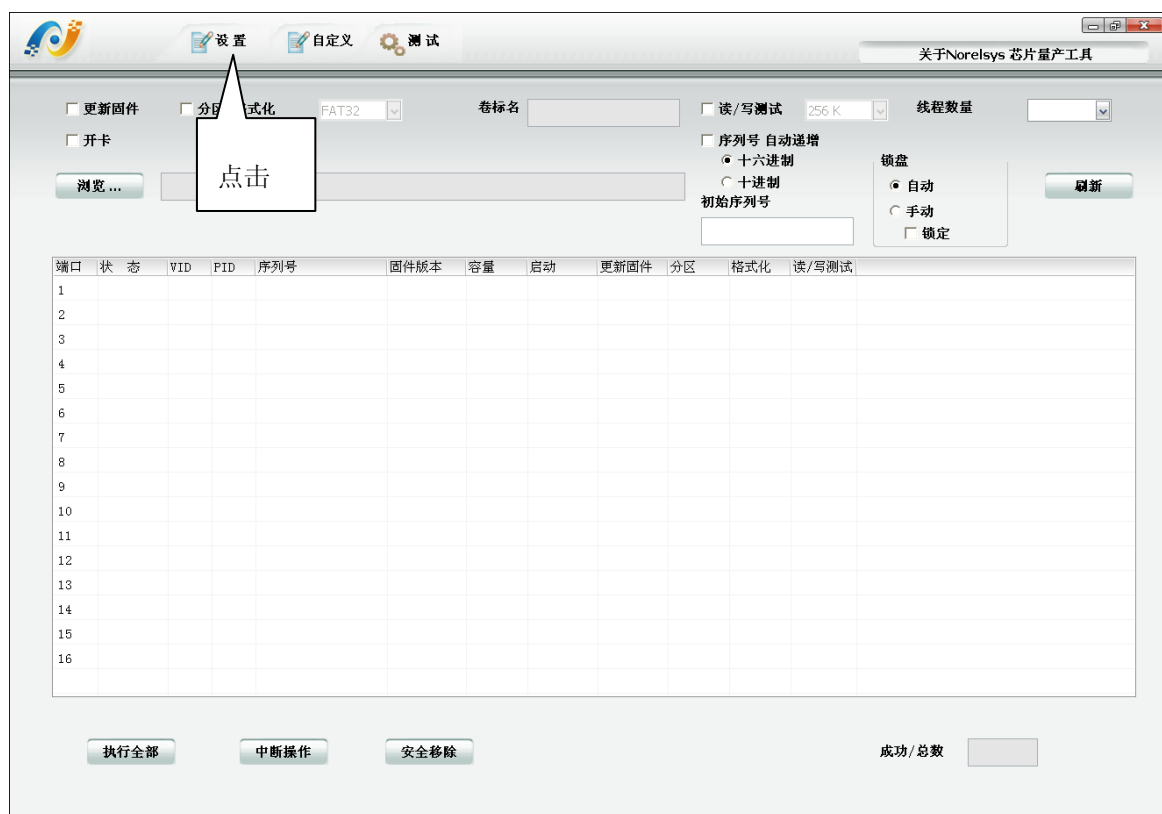 设 置 自定义 测 试
关于Norelsys 芯片量产工具
更新固件 分区 式化 FAT32 卷标名 读/写测试 256 K 线程数量
开卡 序列号 自动递增
十六进制 锁盘
点击
浏览 ... 十进制 自动 刷新
初始序列号 手动
锁定
端口 状 态 VID PID 序列号 固件版本 容量 启动 更新固件 分区 格式化 读/写测试
1
2
3
4
5
6
7
8
9
10
11
12
13
14
15
16
执行全部 中断操作 安全移除 成功/总数